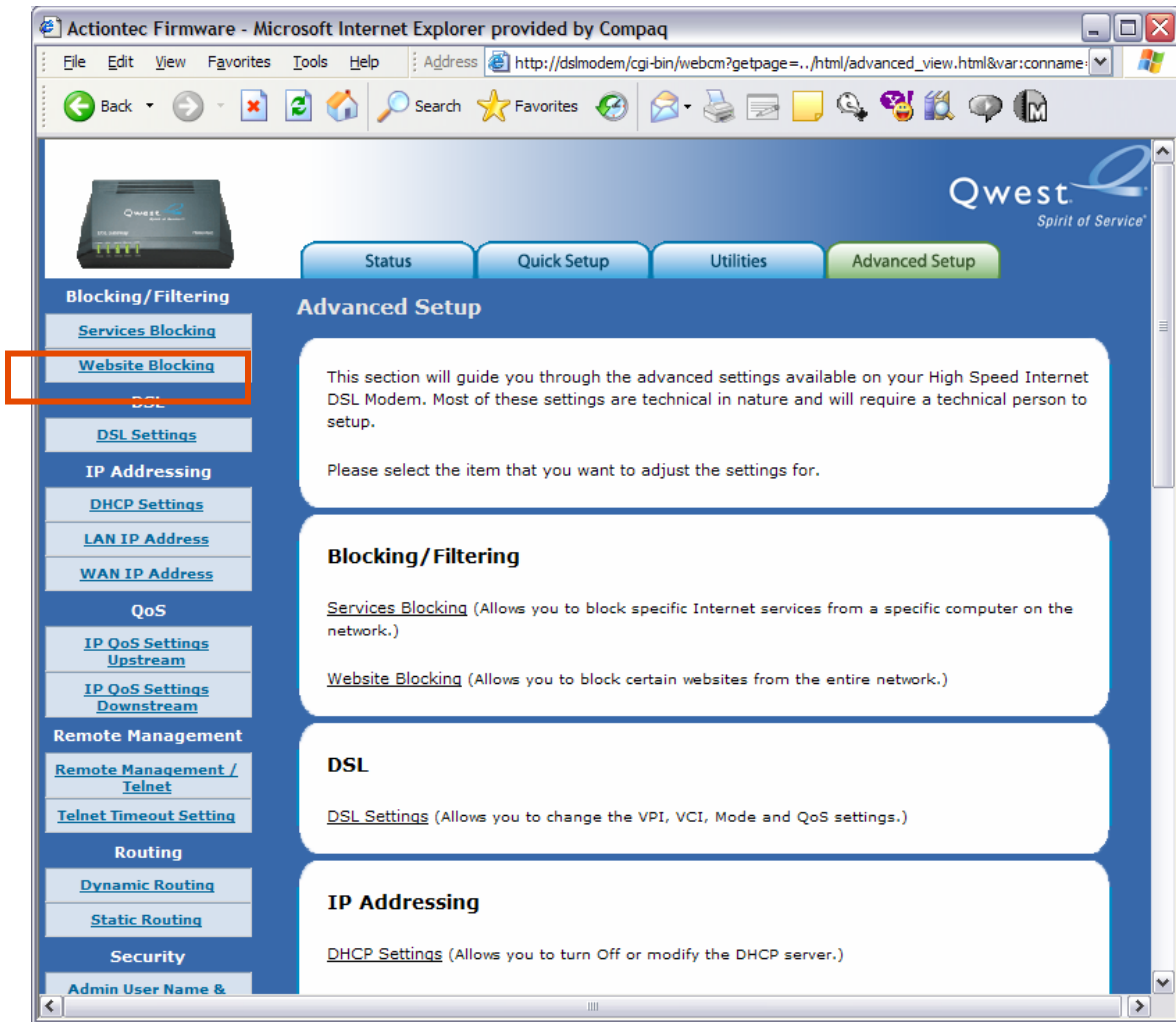 Actiontec Firmware - Microsoft Internet Explorer provided by Compaq
File Edit View Favorites Tools Help Address http://dslmodem/cgi-bin/webcm?getpage=../html/advanced_view.html&var:conname:
Back Search Favorites
Qwest
Qwest
Spirit of Service
Status Quick Setup Utilities Advanced Setup
Blocking/Filtering
Services Blocking
Website Blocking
DSL
DSL Settings
IP Addressing
DHCP Settings
LAN IP Address
WAN IP Address
QoS
IP QoS Settings
Upstream
IP QoS Settings
Downstream
Remote Management
Remote Management /
Telnet
Telnet Timeout Setting
Routing
Dynamic Routing
Static Routing
Security
Admin User Name &
Advanced Setup
This section will guide you through the advanced settings available on your High Speed Internet
DSL Modem. Most of these settings are technical in nature and will require a technical person to
setup.
Please select the item that you want to adjust the settings for.
Blocking/Filtering
Services Blocking (Allows you to block specific Internet services from a specific computer on the
network.)
Website Blocking (Allows you to block certain websites from the entire network.)
DSL
DSL Settings (Allows you to change the VPI, VCI, Mode and QoS settings.)
IP Addressing
DHCP Settings (Allows you to turn Off or modify the DHCP server.)